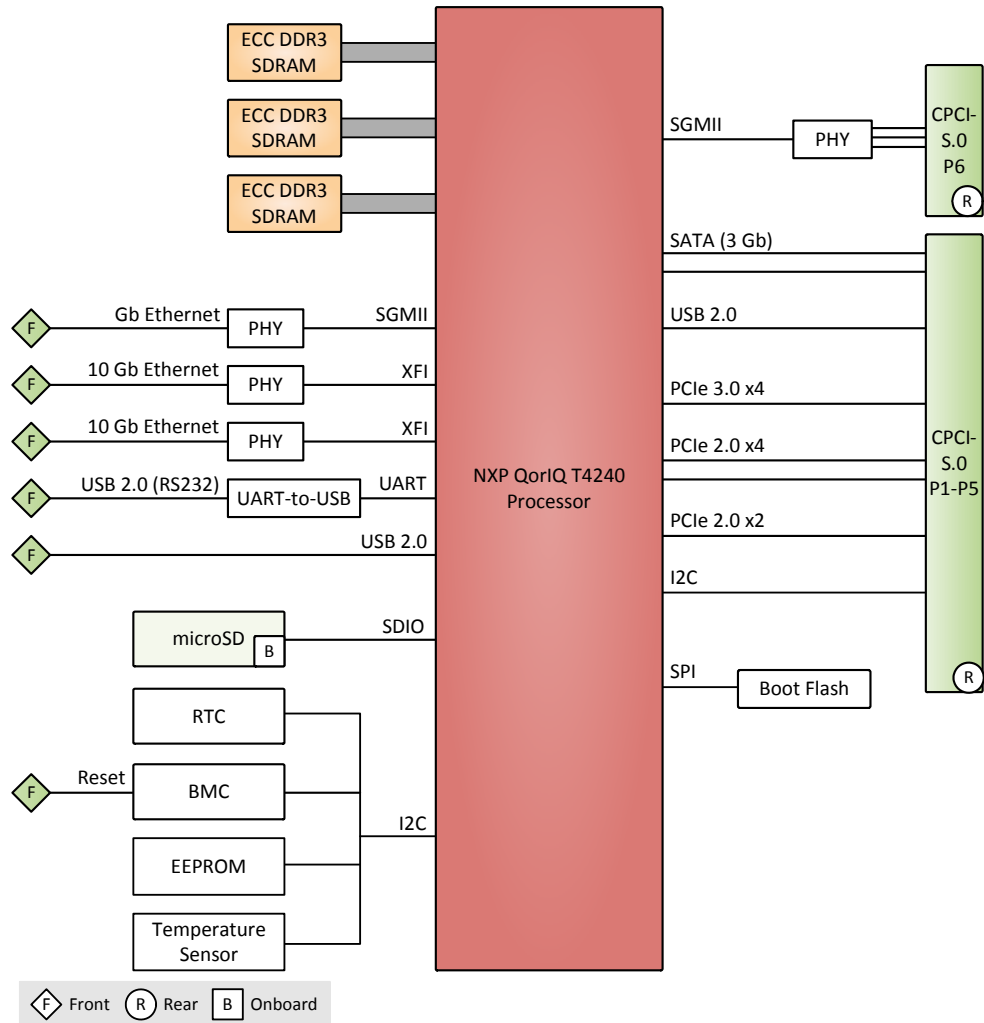 ECC DDR3
SDRAM
ECC DDR3
SDRAM
ECC DDR3
SDRAM
F
Gb Ethernet
PHY
SGMII
F
10 Gb Ethernet
PHY
XFI
F
10 Gb Ethernet
PHY
XFI
F
USB 2.0 (RS232)
UART-to-USB
UART
F
USB 2.0
microSD
B
SDIO
RTC
F
Reset
BMC
I2C
EEPROM
Temperature
Sensor
NXP QorIQ T4240
Processor
SGMII
PHY
CPCI-
S.0
P6
R
SATA (3 Gb)
USB 2.0
PCIe 3.0 x4
PCIe 2.0 x4
PCIe 2.0 x2
I2C
CPCI-
S.0
P1-P5
R
SPI
Boot Flash
F Front R Rear B Onboard